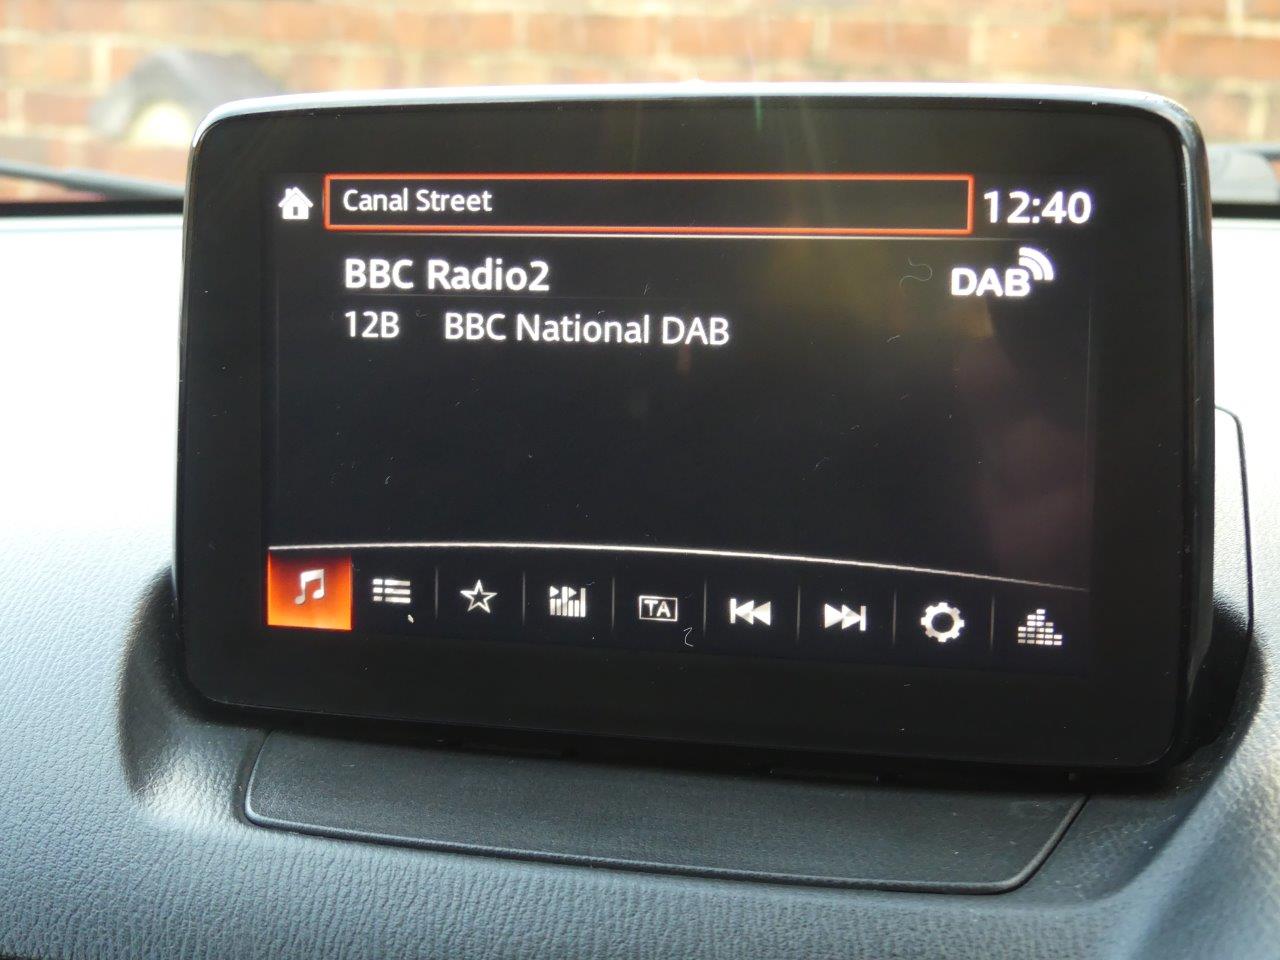 Canal Street
12:40
BBC Radio2
DAB
12B BBC National DAB
TA